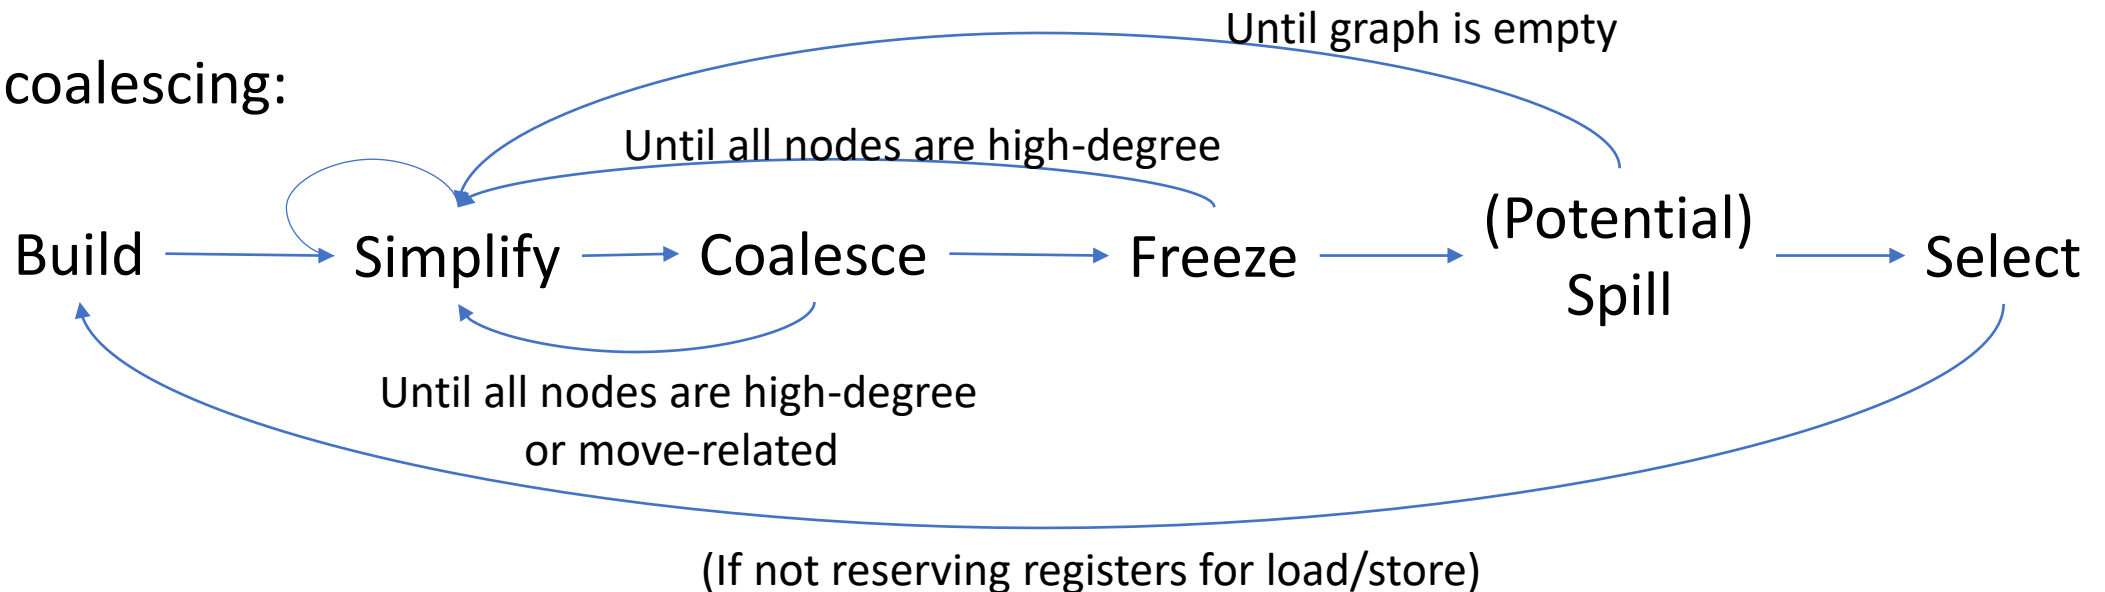 Until graph is empty
coalescing:
Until all nodes are high-degree
Build
Simplify
Coalesce
Freeze
(Potential)
Spill
Select
Until all nodes are high-degree
or move-related
(If not reserving registers for load/store)